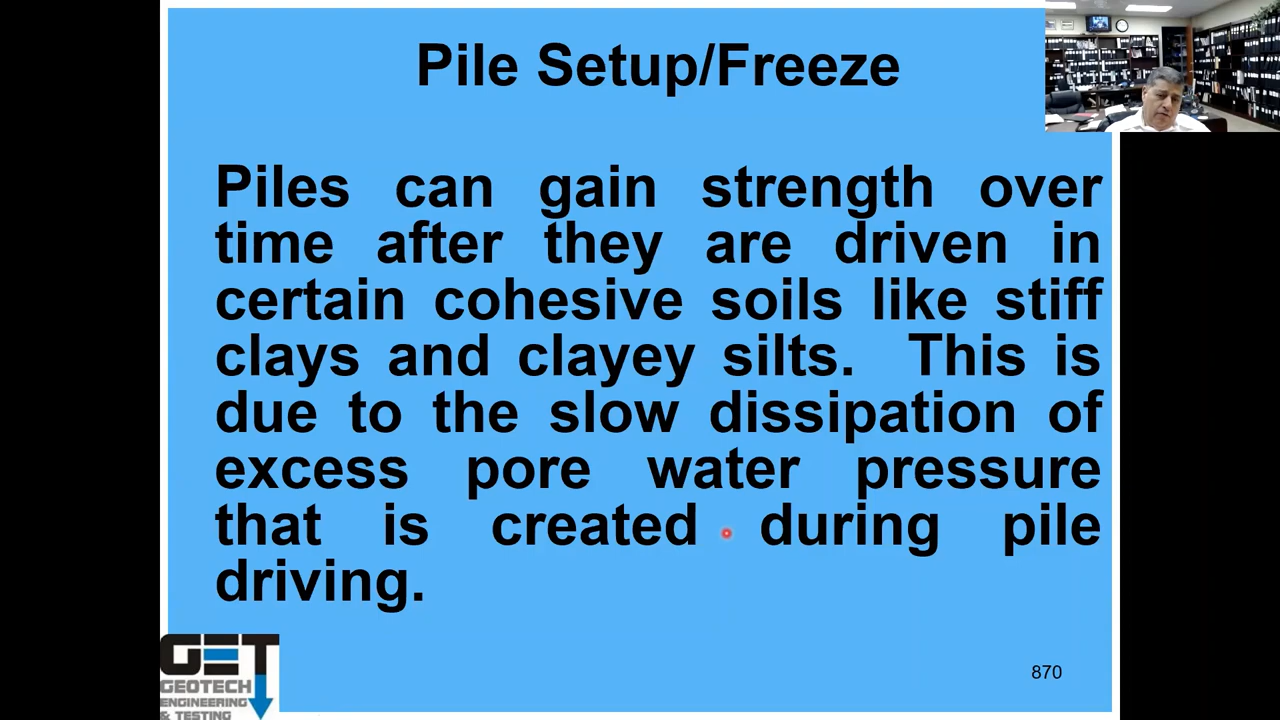 Pile Setup/Freeze
Piles can gain strength over
time after they are driven in
certain cohesive soils like stiff
clays and clayey silts. This is
due to the slow dissipation of
excess pore water pressure
that is created during pile
driving.
GET
GEOTECH
ENGINEERING
& TESTING
870